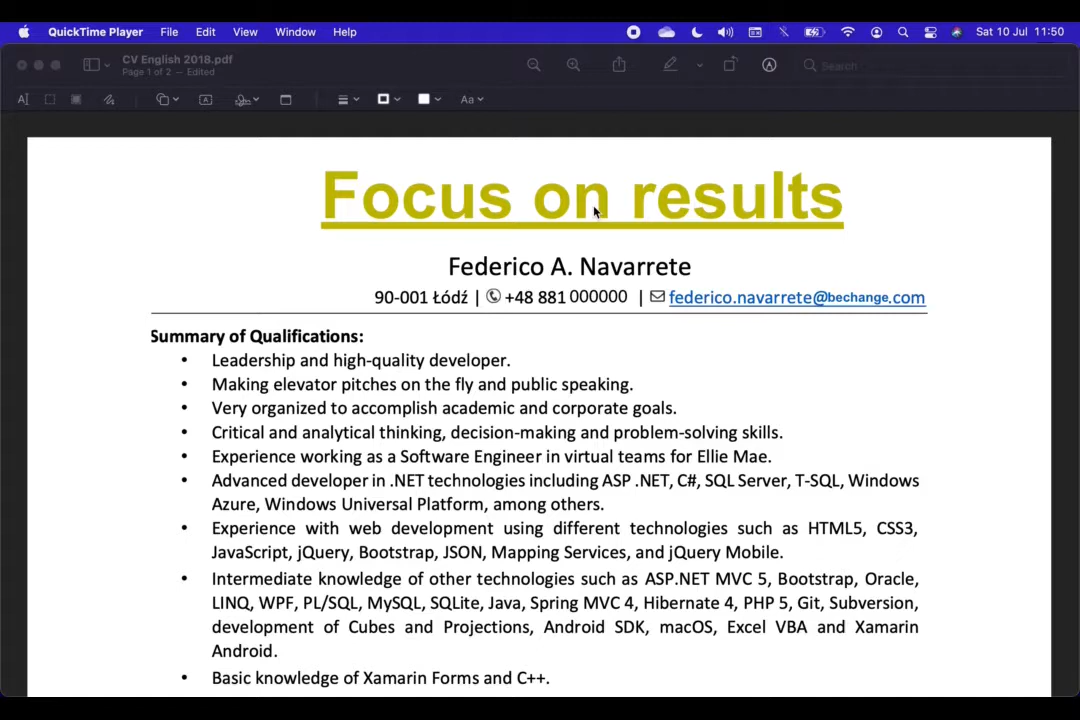 QuickTime Player File Edit View Window Help Sat 10 Jul 11:50
CV English 2018.pdf
Page 1 of 2 — Edited
Search
Aa
Focus on results
Federico A. Navarrete
90-001 Łódź | +48 881 000000 | federico.navarrete@bechange.com
Summary of Qualifications:
• Leadership and high-quality developer.
• Making elevator pitches on the fly and public speaking.
• Very organized to accomplish academic and corporate goals.
• Critical and analytical thinking, decision-making and problem-solving skills.
• Experience working as a Software Engineer in virtual teams for Ellie Mae.
• Advanced developer in .NET technologies including ASP .NET, C#, SQL Server, T-SQL, Windows
Azure, Windows Universal Platform, among others.
• Experience with web development using different technologies such as HTML5, CSS3,
JavaScript, jQuery, Bootstrap, JSON, Mapping Services, and jQuery Mobile.
• Intermediate knowledge of other technologies such as ASP.NET MVC 5, Bootstrap, Oracle,
LINQ, WPF, PL/SQL, MySQL, SQLite, Java, Spring MVC 4, Hibernate 4, PHP 5, Git, Subversion,
development of Cubes and Projections, Android SDK, macOS, Excel VBA and Xamarin
Android.
• Basic knowledge of Xamarin Forms and C++.